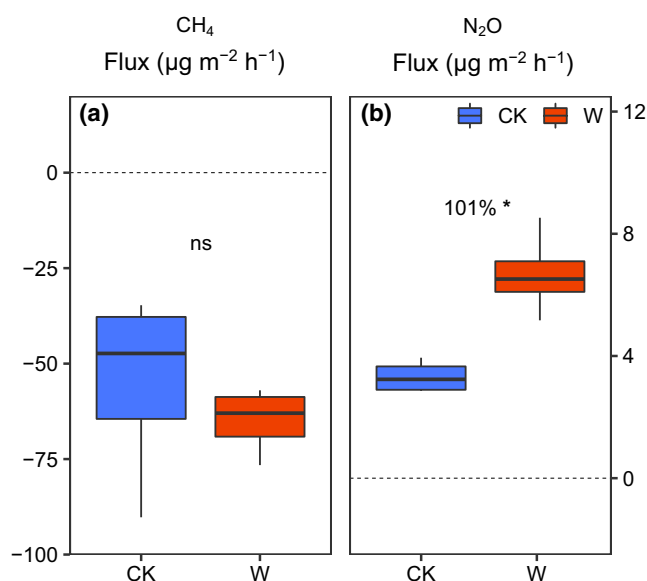 CH₄
Flux (µg m⁻² h⁻¹)
N₂O
Flux (µg m⁻² h⁻¹)
(a)
0
−25
−50
−75
−100
ns
CK
W
(b)
CK
W
101% *
12
8
4
0
CK
W